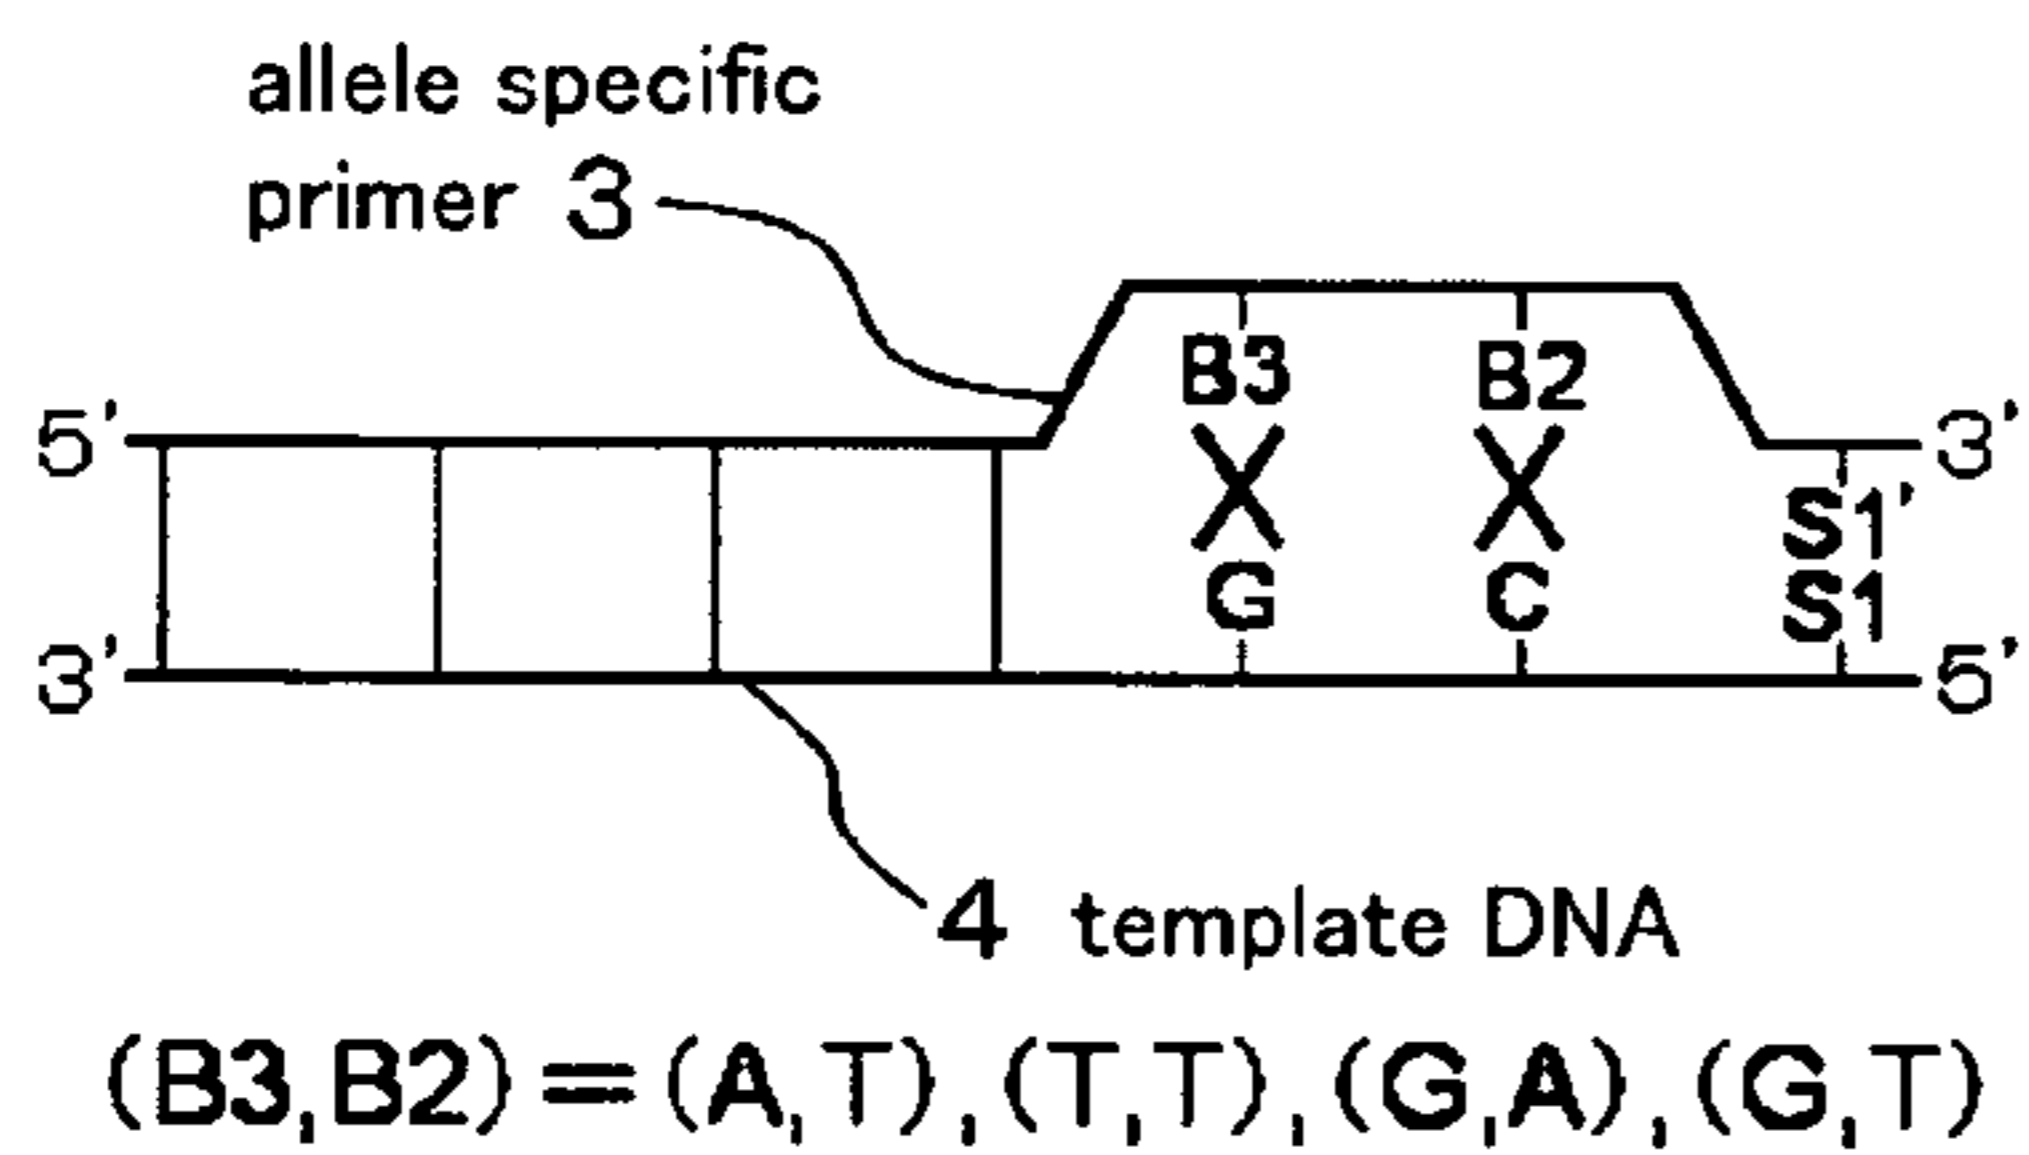 allele specific
primer 3
B3 B2
5' 3'
S1'
G C S1
3' 5'
4 template DNA
(B3,B2)=(A,T),(T,T),(G,A),(G,T)